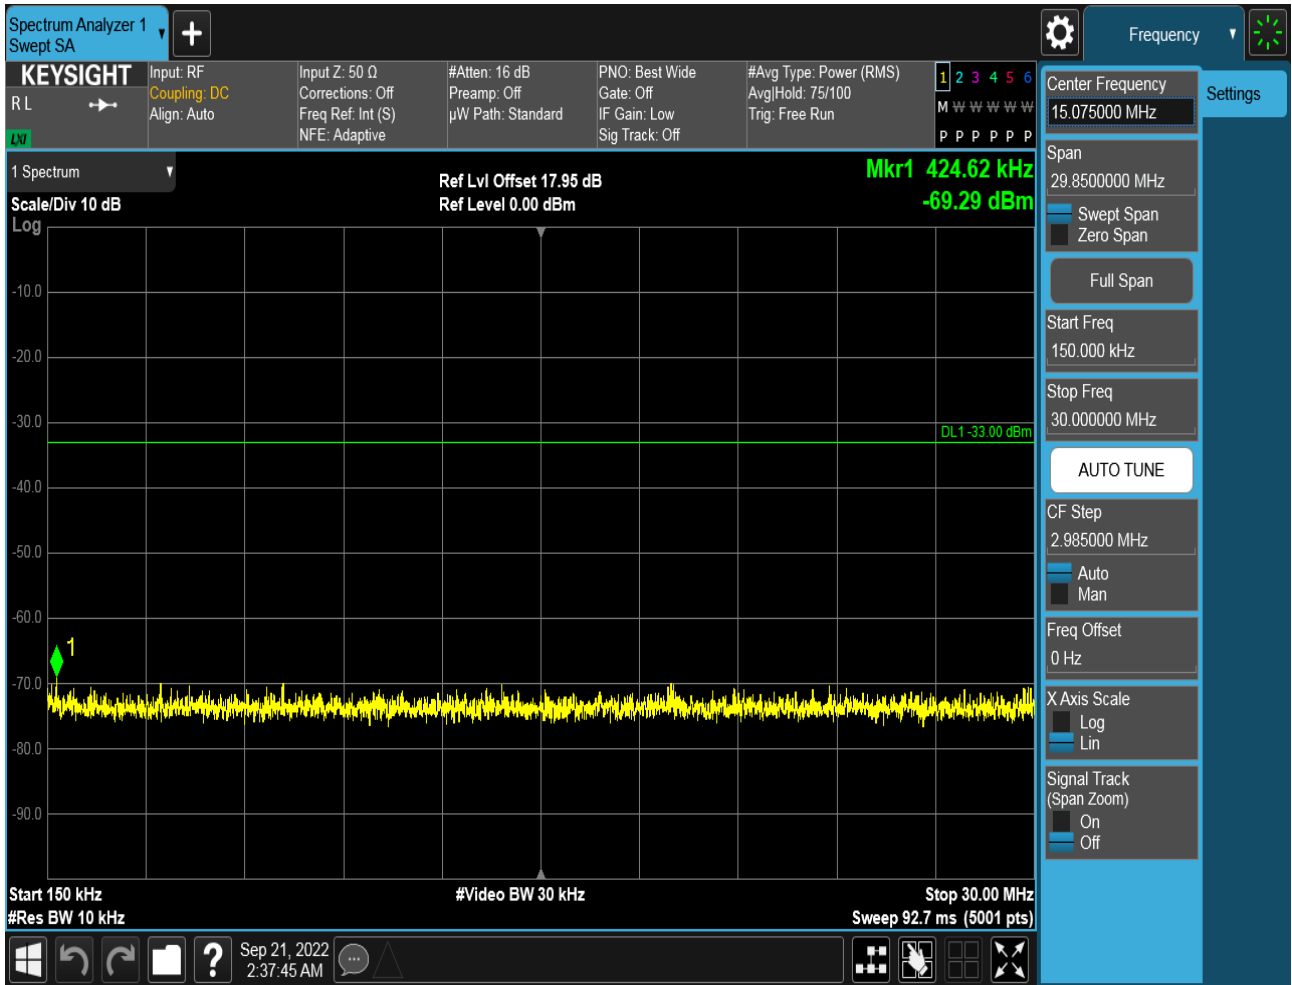 Spectrum Analyzer 1
Swept SA
Frequency
KEYSIGHT
R L
LXI
Input: RF
Coupling: DC
Align: Auto
Input Z: 50 Ω
Corrections: Off
Freq Ref: Int (S)
NFE: Adaptive
#Atten: 16 dB
Preamp: Off
µW Path: Standard
PNO: Best Wide
Gate: Off
IF Gain: Low
Sig Track: Off
#Avg Type: Power (RMS)
Avg|Hold: 75/100
Trig: Free Run
1 2 3 4 5 6
M W W W W W
P P P P P P
1 Spectrum
Scale/Div 10 dB
Log
Ref Lvl Offset 17.95 dB
Ref Level 0.00 dBm
Mkr1 424.62 kHz
-69.29 dBm
-10.0
-20.0
-30.0
DL1 -33.00 dBm
-40.0
-50.0
-60.0
1
-70.0
-80.0
-90.0
Start 150 kHz
#Res BW 10 kHz
#Video BW 30 kHz
Stop 30.00 MHz
Sweep 92.7 ms (5001 pts)
Sep 21, 2022
2:37:45 AM
Center Frequency
15.075000 MHz
Settings
Span
29.8500000 MHz
Swept Span
Zero Span
Full Span
Start Freq
150.000 kHz
Stop Freq
30.000000 MHz
AUTO TUNE
CF Step
2.985000 MHz
Auto
Man
Freq Offset
0 Hz
X Axis Scale
Log
Lin
Signal Track
(Span Zoom)
On
Off